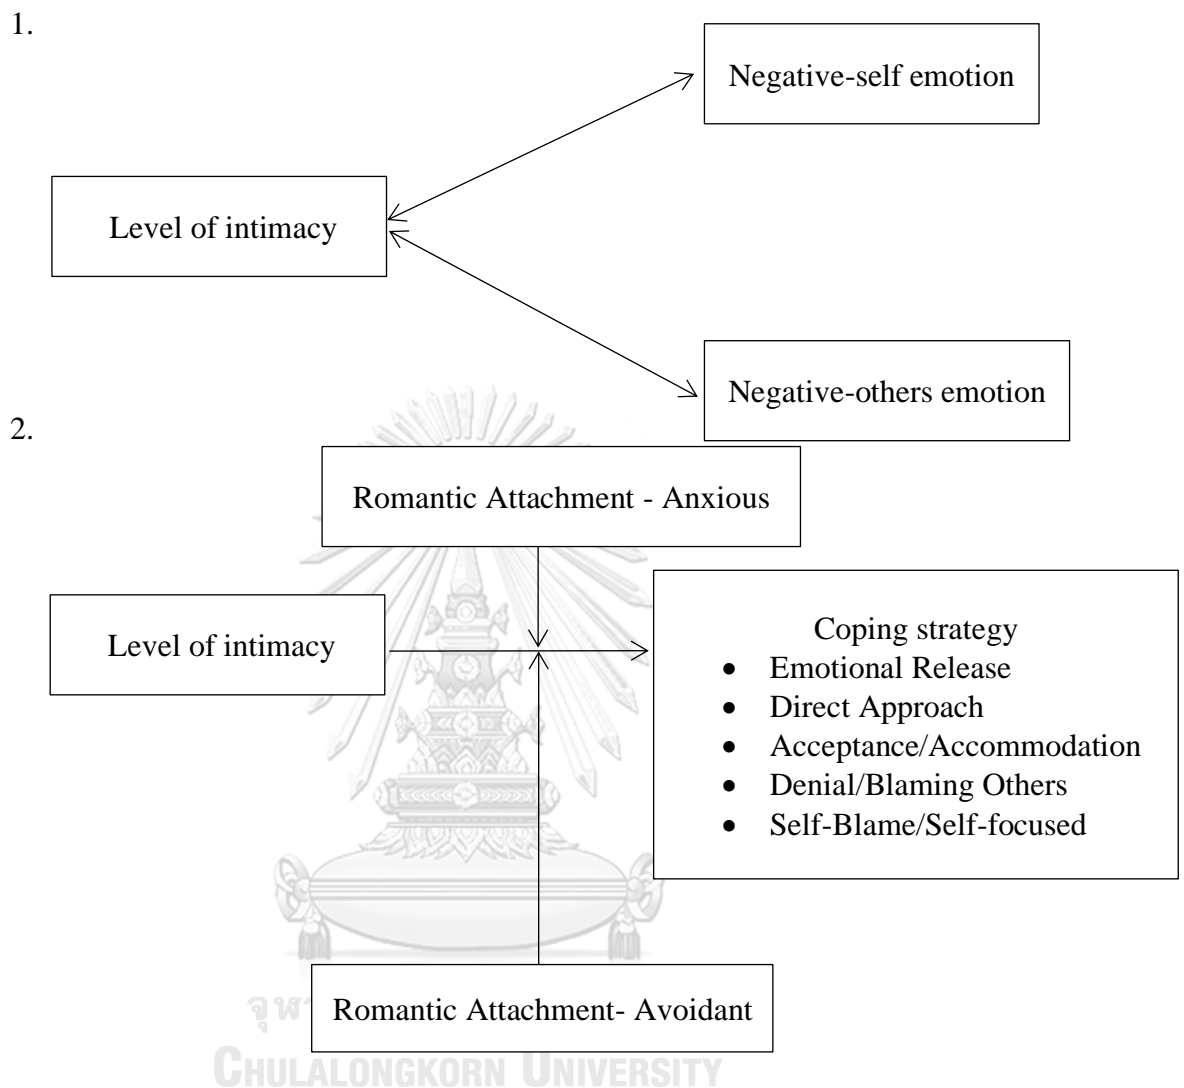 1.
Negative-self emotion
Level of intimacy
Negative-others emotion
2.
Romantic Attachment - Anxious
Level of intimacy
Coping strategy
• Emotional Release
• Direct Approach
• Acceptance/Accommodation
• Denial/Blaming Others
• Self-Blame/Self-focused
Romantic Attachment- Avoidant
CHULALONGKORN UNIVERSITY